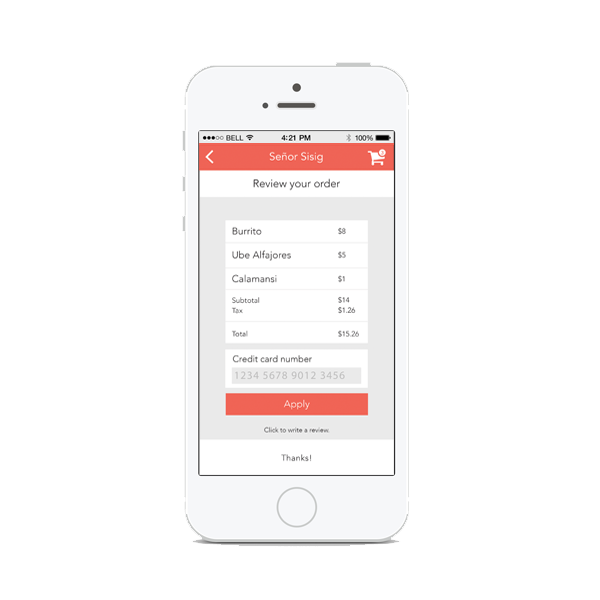 BELL 4:21 PM 100%
Señor Sisig
Review your order
Burrito $8
Ube Alfajores $5
Calamansi $1
Subtotal $14
Tax $1.26
Total $15.26
Credit card number
1234 5678 9012 3456
Apply
Click to write a review.
Thanks!